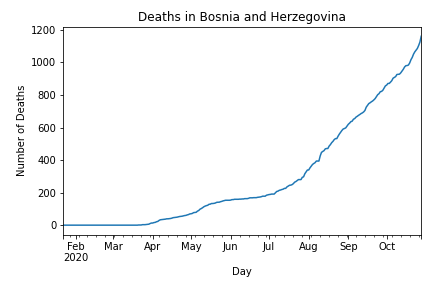 Deaths in Bosnia and Herzegovina
1200
1000
800
600
400
200
0
Number of Deaths
Feb Mar Apr May Jun Jul Aug Sep Oct
2020
Day